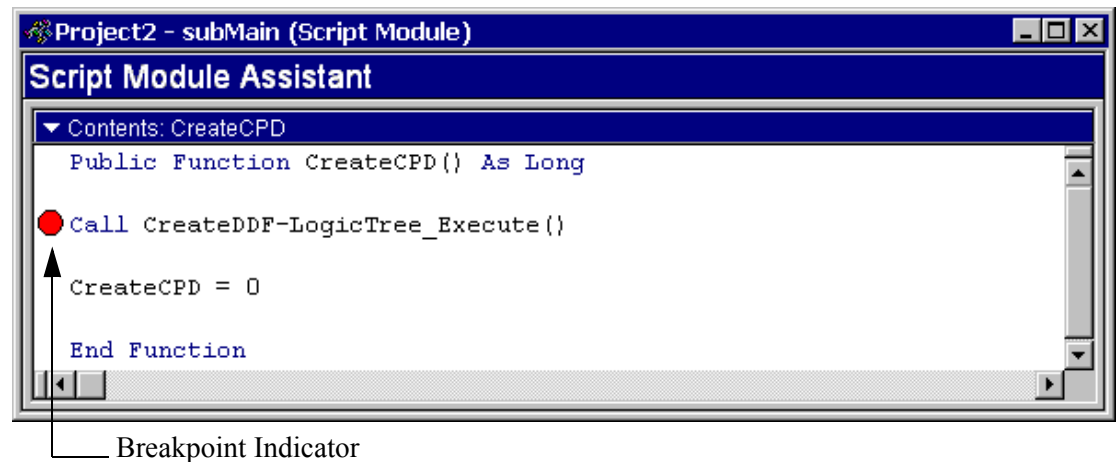 Project2 - subMain (Script Module)
Script Module Assistant
Contents: CreateCPD
Public Function CreateCPD() As Long
Call CreateDDF-LogicTree_Execute()
CreateCPD = 0
End Function
Breakpoint Indicator